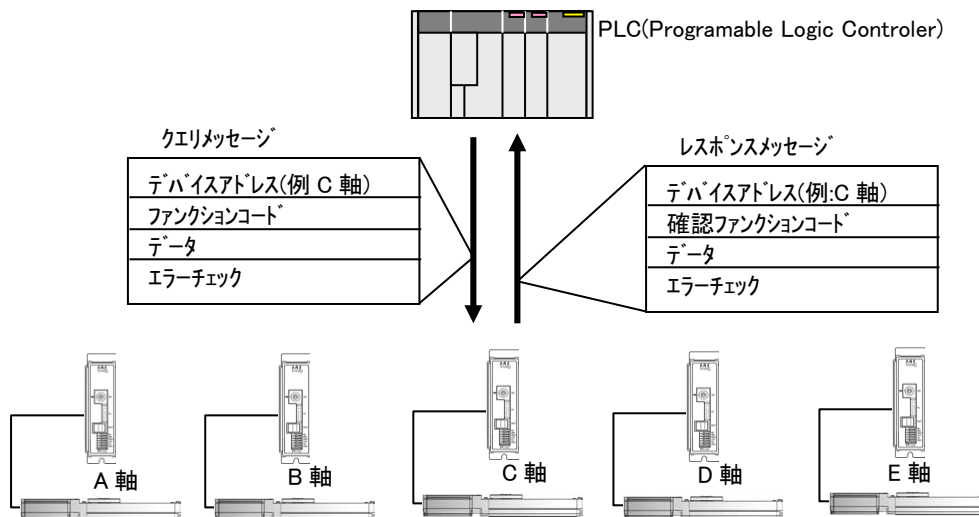 PLC(Programable Logic Controler)
クエリメッセージ
デバイスアドレス(例 C 軸)
ファンクションコード
データ
エラーチェック
レスポンスメッセージ
デバイスアドレス(例:C 軸)
確認ファンクションコード
データ
エラーチェック
A 軸
B 軸
C 軸
D 軸
E 軸